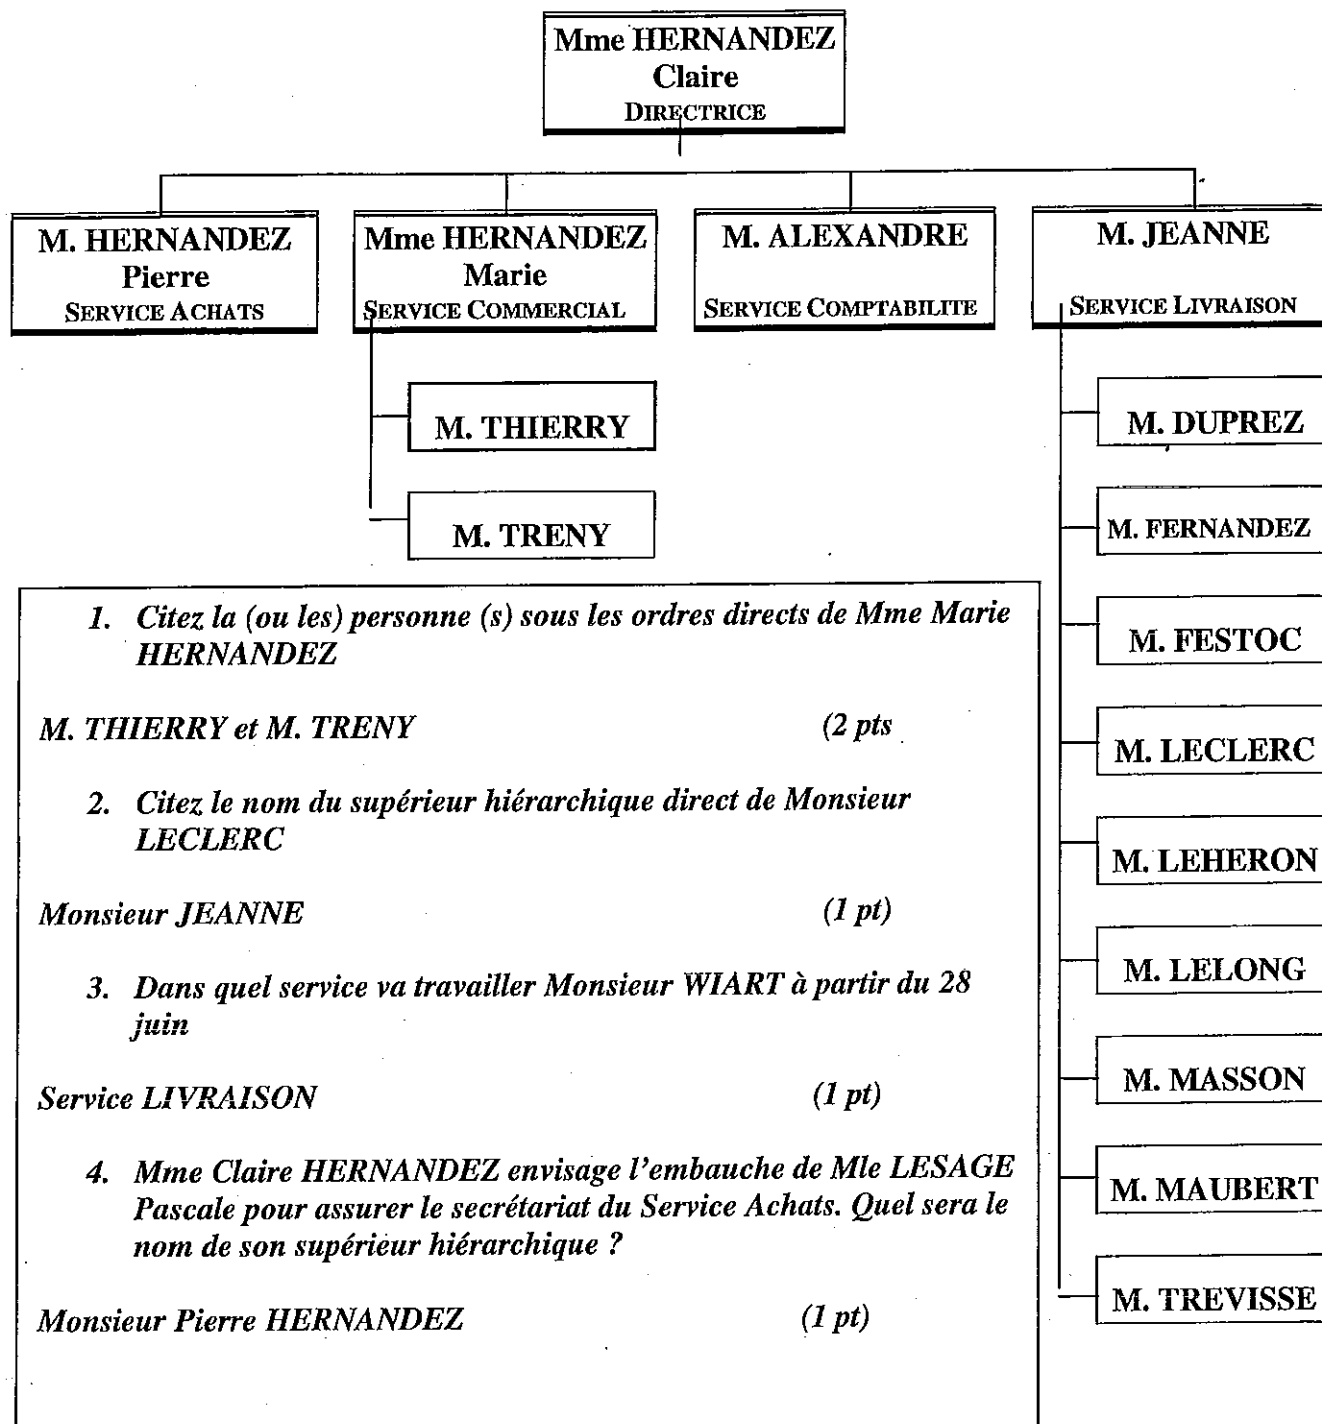 Mme HERNANDEZ
Claire
DIRECTRICE
M. HERNANDEZ
Pierre
SERVICE ACHATS
Mme HERNANDEZ
Marie
SERVICE COMMERCIAL
M. ALEXANDRE
SERVICE COMPTABILITE
M. JEANNE
SERVICE LIVRAISON
M. THIERRY
M. TRENY
M. DUPREZ
M. FERNANDEZ
M. FESTOC
M. LECLERC
M. LEHERON
M. LELONG
M. MASSON
M. MAUBERT
M. TREVISSE
1. Citez la (ou les) personne (s) sous les ordres directs de Mme Marie
HERNANDEZ
M. THIERRY et M. TRENY (2 pts
2. Citez le nom du supérieur hiérarchique direct de Monsieur
LECLERC
Monsieur JEANNE (1 pt)
3. Dans quel service va travailler Monsieur WIART à partir du 28
juin
Service LIVRAISON (1 pt)
4. Mme Claire HERNANDEZ envisage l'embauche de Mle LESAGE
Pascale pour assurer le secrétariat du Service Achats. Quel sera le
nom de son supérieur hiérarchique ?
Monsieur Pierre HERNANDEZ (1 pt)